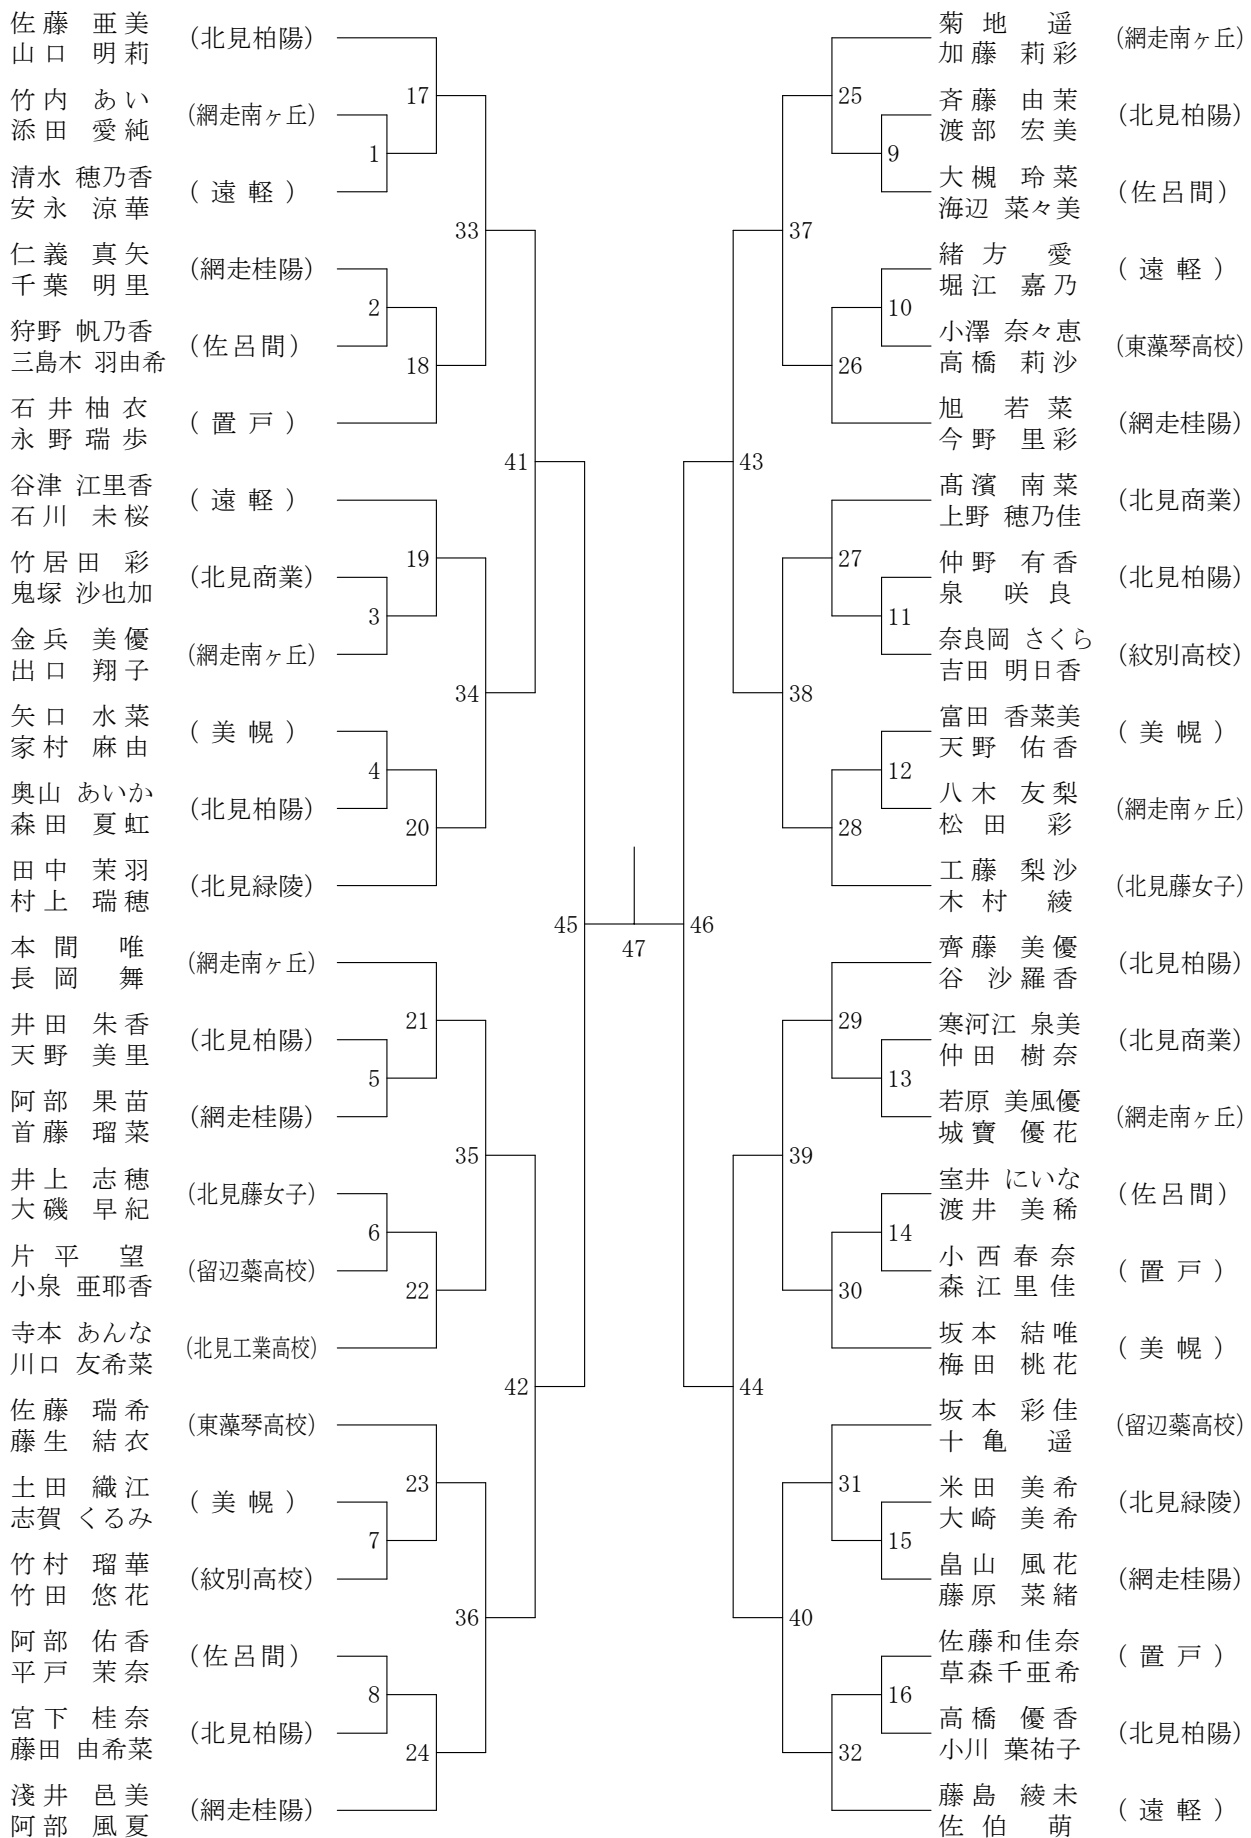 佐藤 亜美
山口 明莉
(北見柏陽)
竹内 あい
添田 愛純
(網走南ヶ丘)
清水 穂乃香
安永 涼華
(遠軽)
仁義 真矢
千葉 明里
(網走桂陽)
狩野 帆乃香
三島木 羽由希
(佐呂間)
石井柚衣
永野瑞歩
(置戸)
谷津 江里香
石川 未桜
(遠軽)
竹居田 彩
鬼塚 沙也加
(北見商業)
金兵 美優
出口 翔子
(網走南ヶ丘)
矢口 水菜
家村 麻由
(美幌)
奥山 あいか
森田 夏虹
(北見柏陽)
田中 茉羽
村上 瑞穂
(北見緑陵)
本間 唯
長岡 舞
(網走南ヶ丘)
井田 朱香
天野 美里
(北見柏陽)
阿部 果苗
首藤 瑠菜
(網走桂陽)
井上 志穂
大磯 早紀
(北見藤女子)
片平 望
小泉 亜耶香
(留辺蘂高校)
寺本 あんな
川口 友希菜
(北見工業高校)
佐藤 瑞希
藤生 結衣
(東藻琴高校)
土田 織江
志賀 くるみ
(美幌)
竹村 瑠華
竹田 悠花
(紋別高校)
阿部 佑香
平戸 茉奈
(佐呂間)
宮下 桂奈
藤田 由希菜
(北見柏陽)
淺井 邑美
阿部 風夏
(網走桂陽)
1
2
3
4
5
6
7
8
17
18
19
20
21
22
23
24
33
34
35
36
41
42
45
47
46
43
44
37
38
39
40
25
26
27
28
29
30
31
32
9
10
11
12
13
14
15
16
菊地 遥
加藤 莉彩
(網走南ヶ丘)
斉藤 由茉
渡部 宏美
(北見柏陽)
大槻 玲菜
海辺 菜々美
(佐呂間)
緒方 愛
堀江 嘉乃
(遠軽)
小澤 奈々恵
高橋 莉沙
(東藻琴高校)
旭 若菜
今野 里彩
(網走桂陽)
髙濱 南菜
上野 穂乃佳
(北見商業)
仲野 有香
泉 咲良
(北見柏陽)
奈良岡 さくら
吉田 明日香
(紋別高校)
富田 香菜美
天野 佑香
(美幌)
八木 友梨
松田 彩
(網走南ヶ丘)
工藤 梨沙
木村 綾
(北見藤女子)
齊藤 美優
谷 沙羅香
(北見柏陽)
寒河江 泉美
仲田 樹奈
(北見商業)
若原 美風優
城寶 優花
(網走南ヶ丘)
室井 にいな
渡井 美稀
(佐呂間)
小西春奈
森江里佳
(置戸)
坂本 結唯
梅田 桃花
(美幌)
坂本 彩佳
十亀 遥
(留辺蘂高校)
米田 美希
大崎 美希
(北見緑陵)
畠山 風花
藤原 菜緒
(網走桂陽)
佐藤和佳奈
草森千亜希
(置戸)
高橋 優香
小川 葉祐子
(北見柏陽)
藤島 綾未
佐伯 萌
(遠軽)